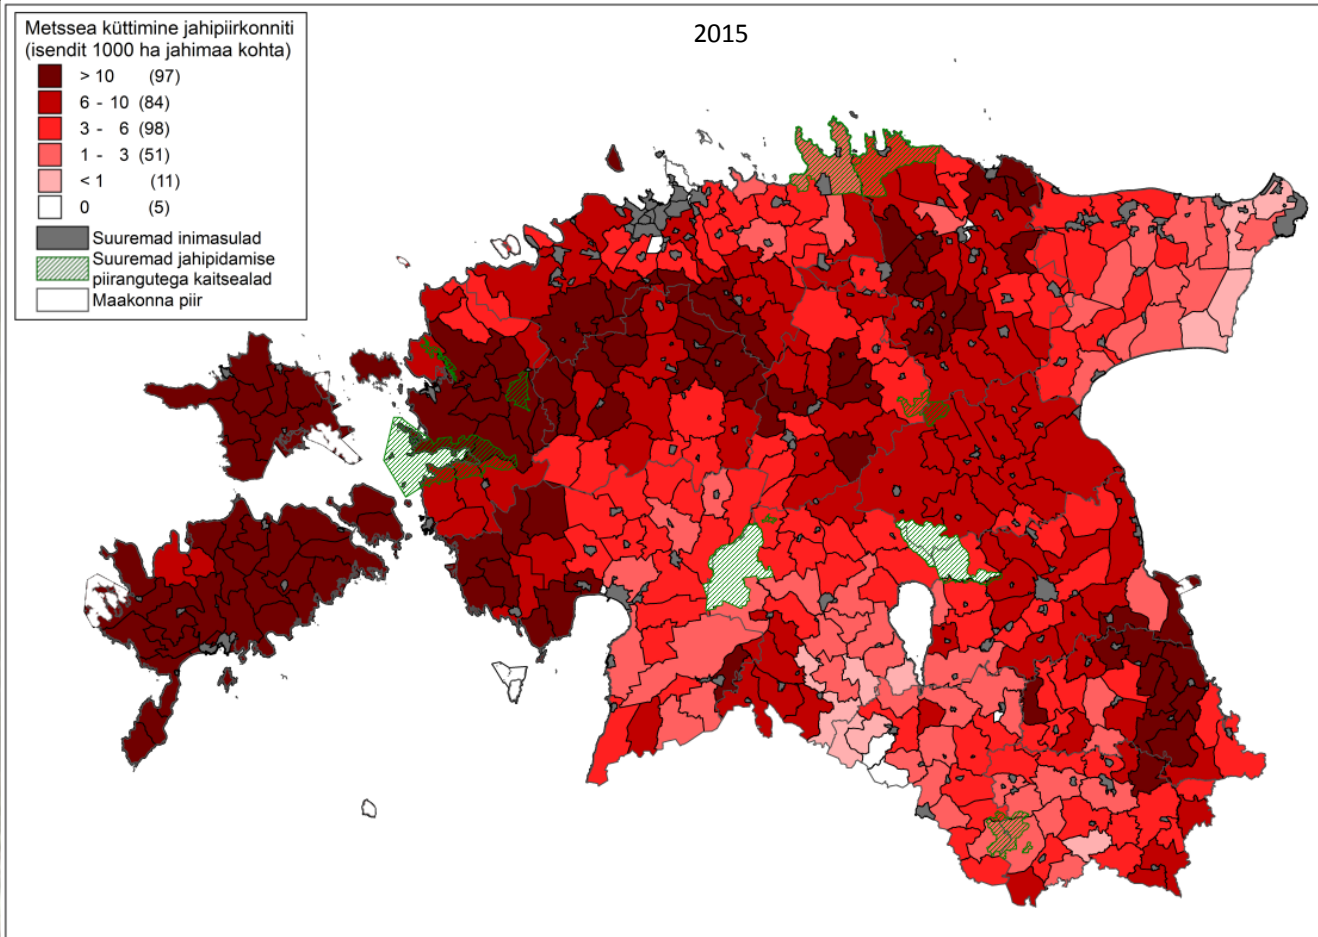 2015
Metssea küttimine jahipiirkonniti
(isendit 1000 ha jahimaa kohta)
> 10 (97)
6 - 10 (84)
3 - 6 (98)
1 - 3 (51)
< 1 (11)
0 (5)
Suuremad inimasulad
Suuremad jahipidamise
piirangutega kaitsealad
Maakonna piir